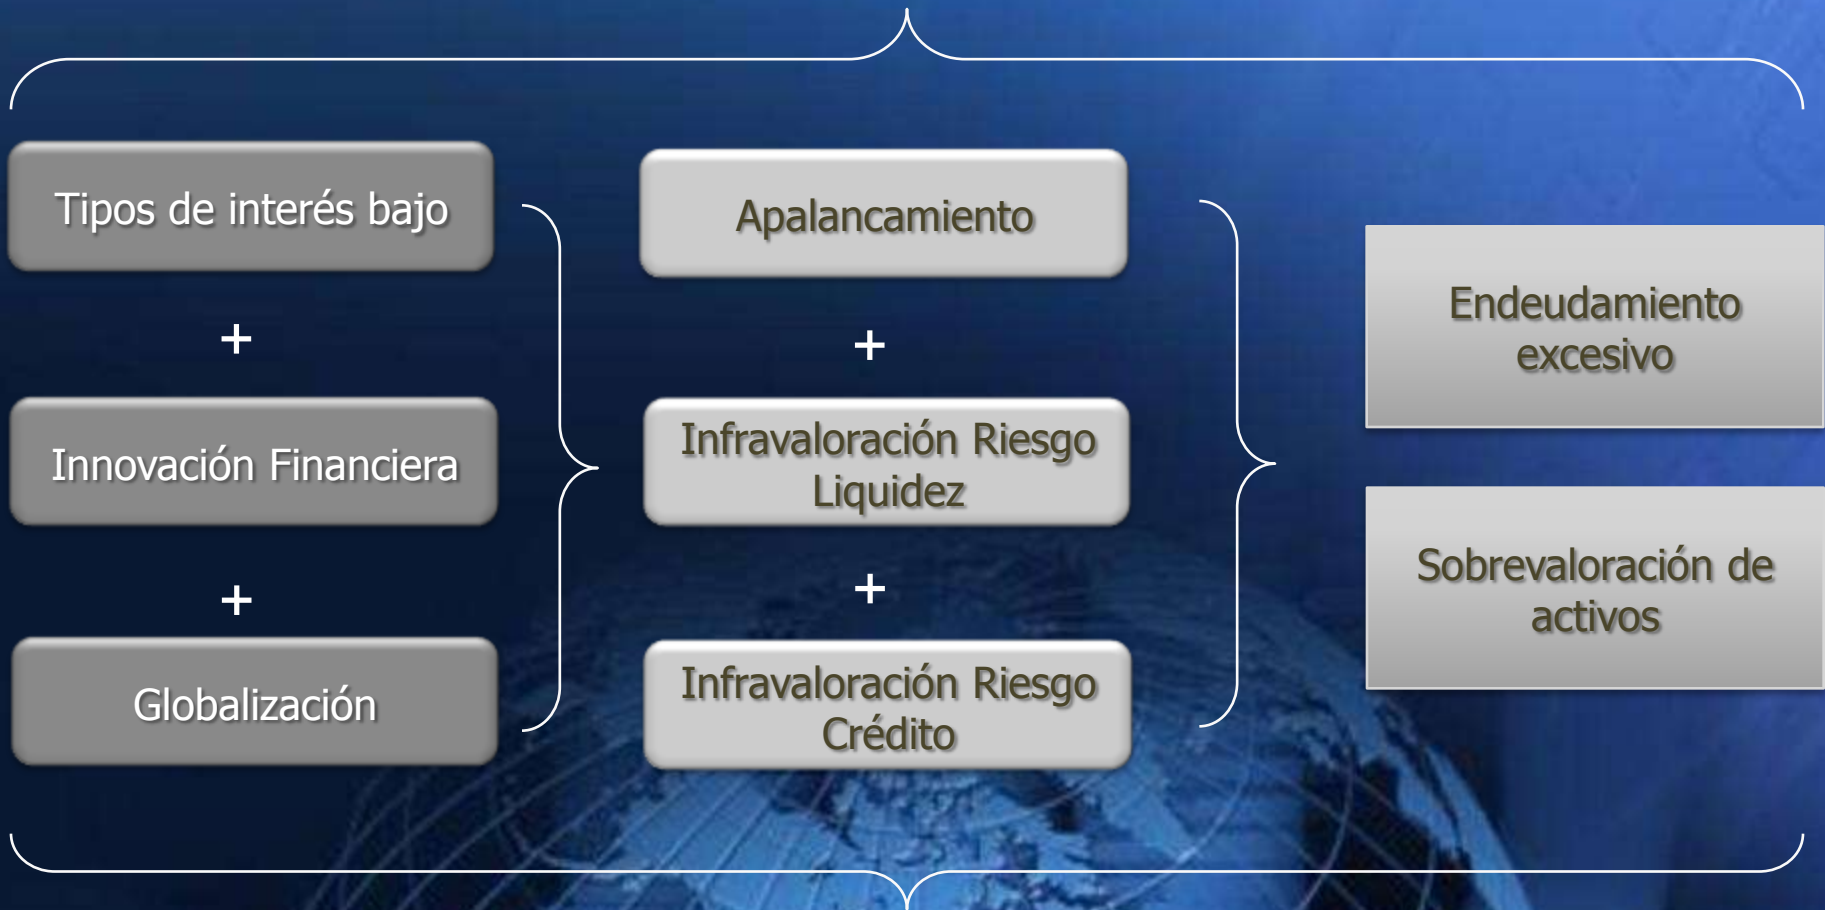 Tipos de interés bajo
+
Innovación Financiera
+
Globalización
Apalancamiento
+
Infravaloración Riesgo
Liquidez
+
Infravaloración Riesgo
Crédito
Endeudamiento
excesivo
Sobrevaloración de
activos